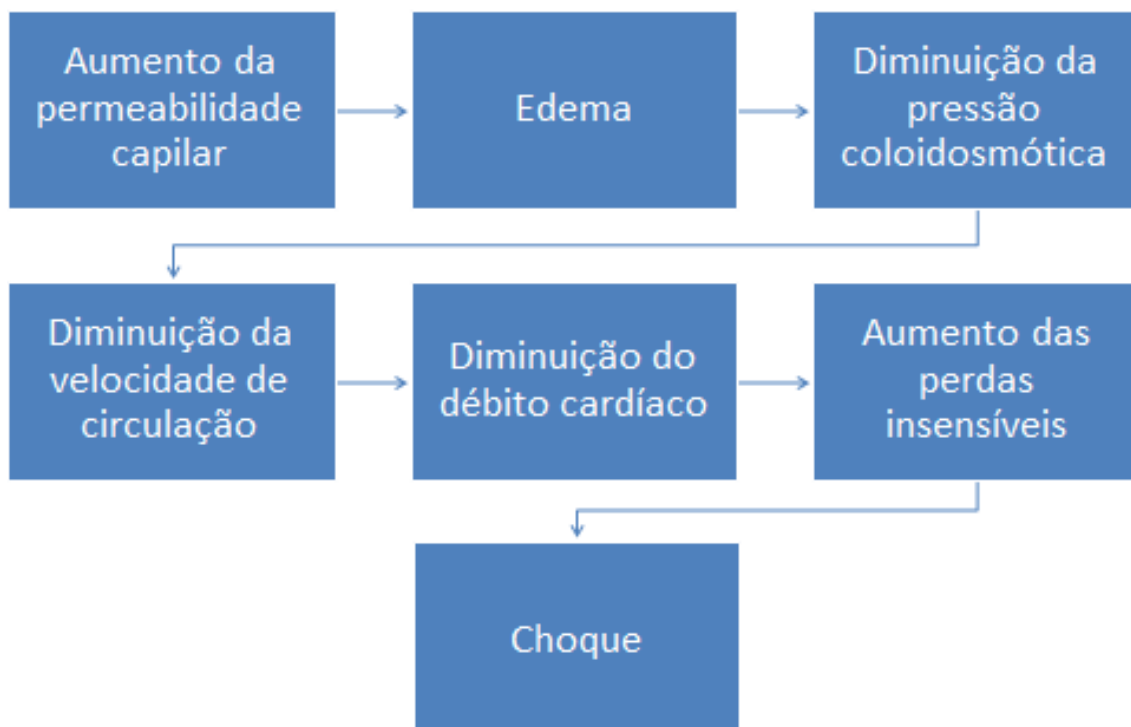 Aumento da
permeabilidade
capilar
Edema
Diminuição da
pressão
coloidosmótica
Diminuição da
velocidade de
circulação
Diminuição do
débito cardíaco
Aumento das
perdas
insensíveis
Choque